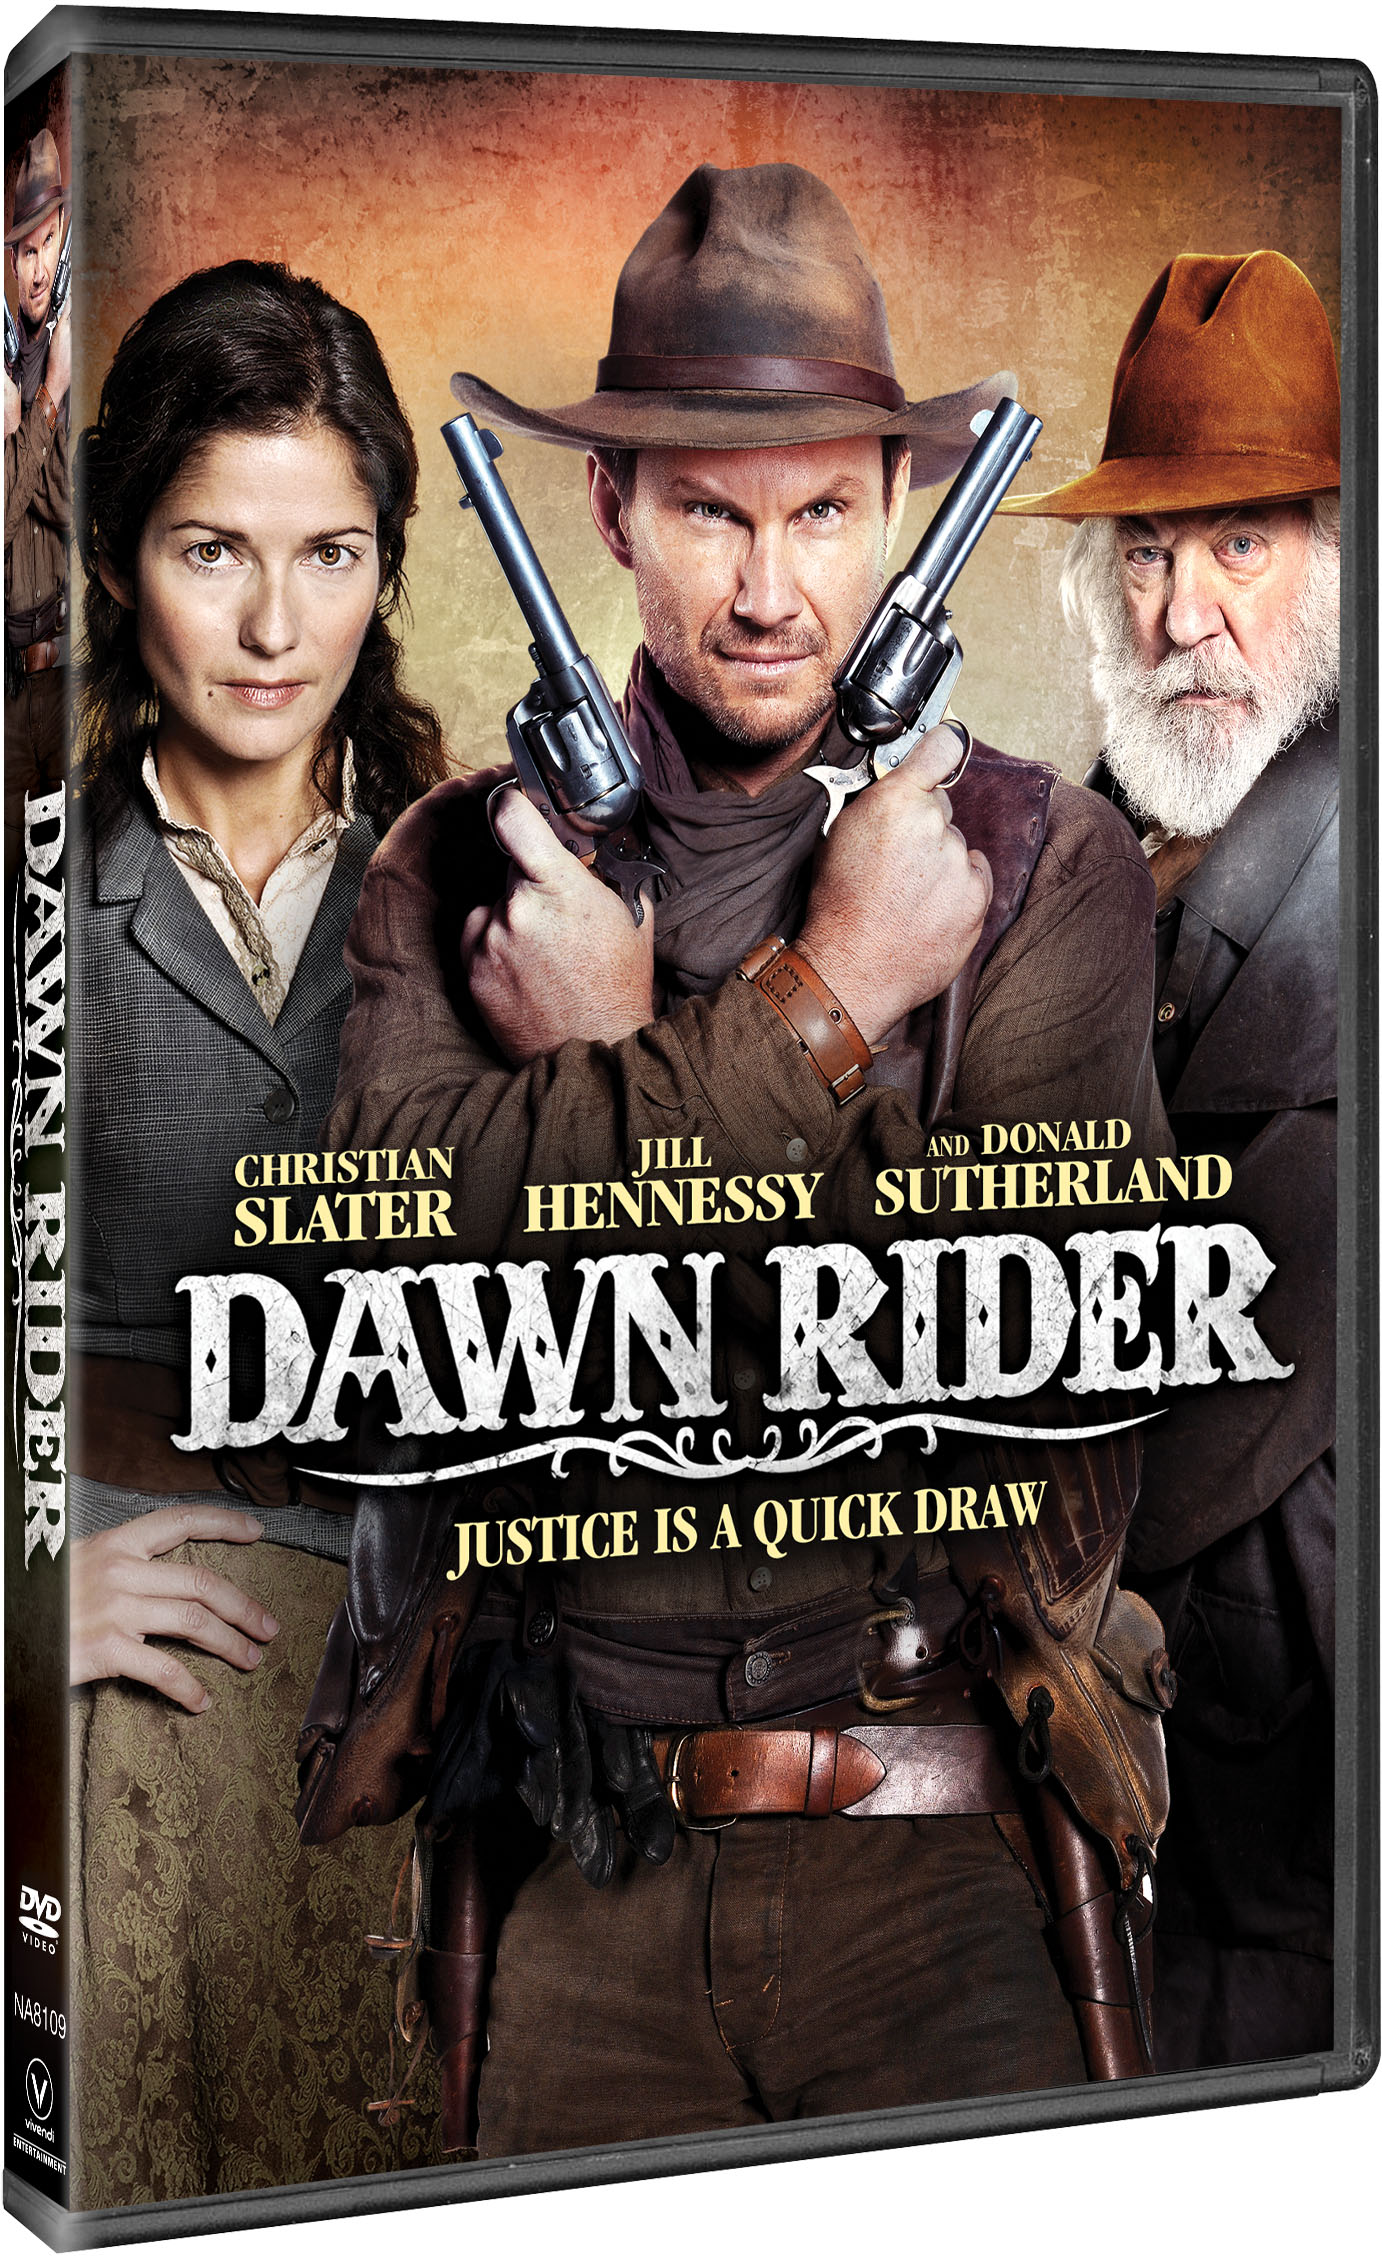 CHRISTIAN
SLATER
JILL
HENNESSY
AND DONALD
SUTHERLAND
DAWN RIDER
JUSTICE IS A QUICK DRAW
DAWN RIDER
DVD
VIDEO
NA8109
V
vivendi
ENTERTAINMENT